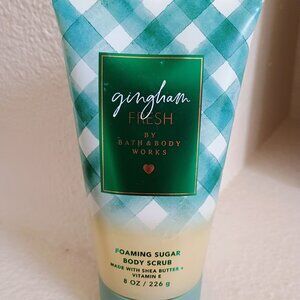 gingham
FRESH
BY
BATH & BODY
WORKS
FOAMING SUGAR
BODY SCRUB
MADE WITH SHEA BUTTER +
VITAMIN E
8 OZ / 226 g